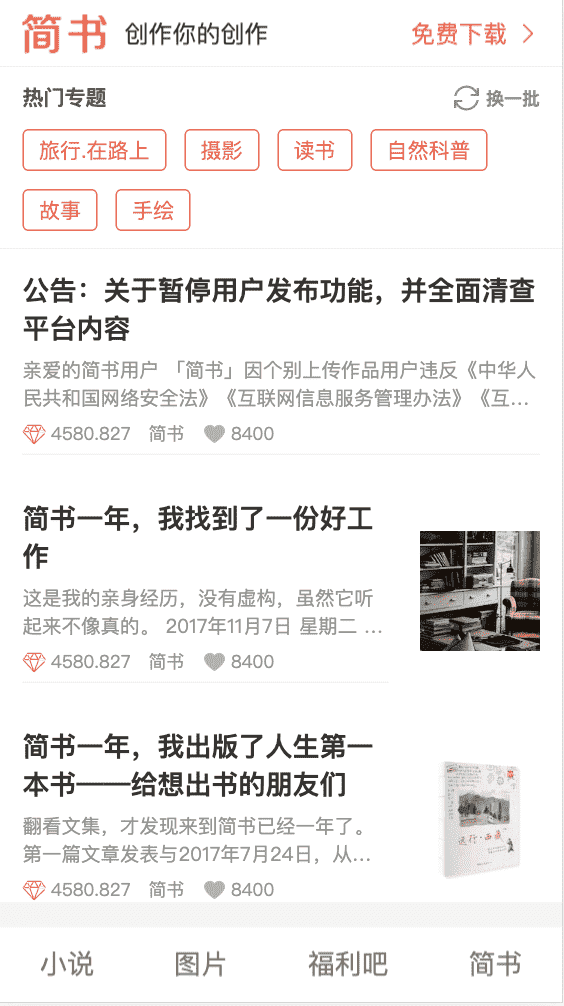 简书 创作你的创作 免费下载
热门专题 换一批
旅行.在路上 摄影 读书 自然科普
故事 手绘
公告：关于暂停用户发布功能，并全面清查
平台内容
亲爱的简书用户 「简书」因个别上传作品用户违反《中华人
民共和国网络安全法》《互联网信息服务管理办法》《互...
4580.827 简书 8400
简书一年，我找到了一份好工
作
这是我的亲身经历，没有虚构，虽然它听
起来不像真的。 2017年11月7日 星期二 ...
4580.827 简书 8400
简书一年，我出版了人生第一
本书——给想出书的朋友们
翻看文集，才发现来到简书已经一年了。
第一篇文章发表与2017年7月24日，从...
4580.827 简书 8400
小说 图片 福利吧 简书